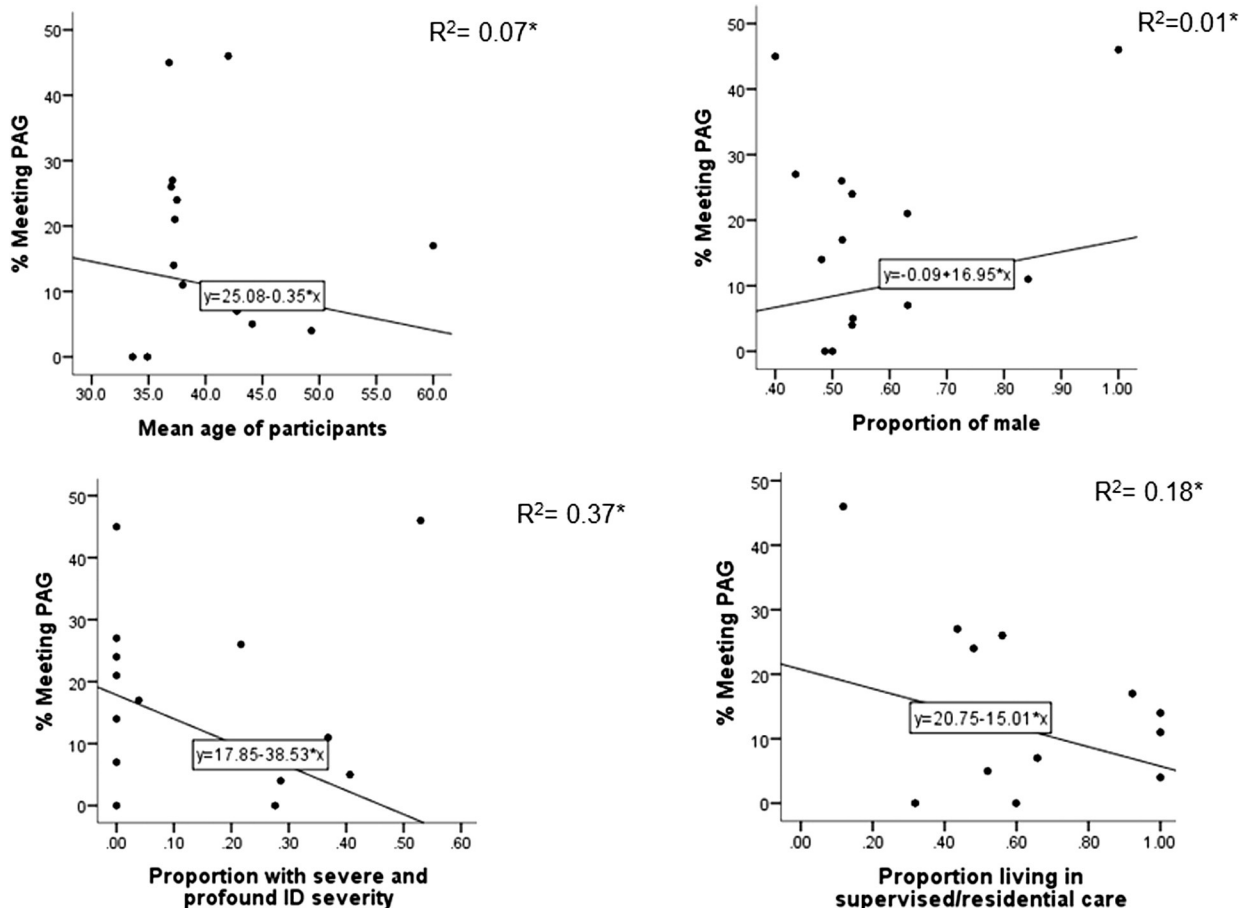 R²= 0.07*
% Meeting PAG
50
40
30
20
10
0
y=25.08-0.35*x
30.0 35.0 40.0 45.0 50.0 55.0 60.0
Mean age of participants
R²=0.01*
% Meeting PAG
50
40
30
20
10
0
y=-0.09+16.95*x
.40 .50 .60 .70 .80 .90 1.00
Proportion of male
R²= 0.37*
% Meeting PAG
50
40
30
20
10
0
y=17.85-38.53*x
.00 .10 .20 .30 .40 .50 .60
Proportion with severe and
profound ID severity
R²= 0.18*
% Meeting PAG
50
40
30
20
10
0
y=20.75-15.01*x
.00 .20 .40 .60 .80 1.00
Proportion living in
supervised/residential care